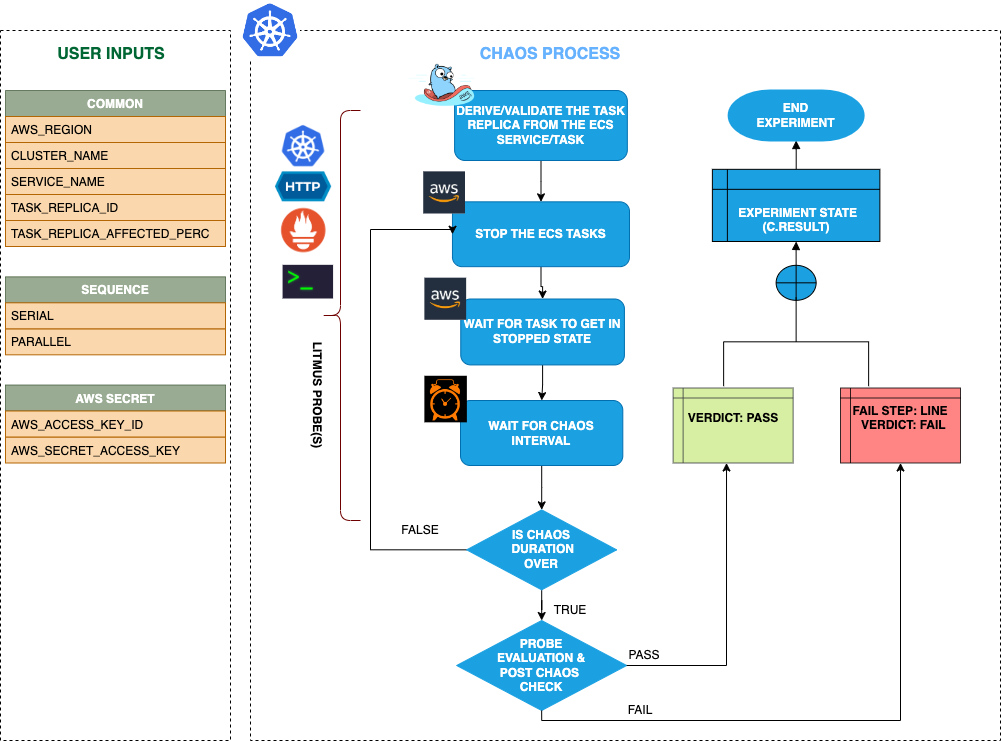 USER INPUTS
COMMON
AWS_REGION
CLUSTER_NAME
SERVICE_NAME
TASK_REPLICA_ID
TASK_REPLICA_AFFECTED_PERC
SEQUENCE
SERIAL
PARALLEL
AWS SECRET
AWS_ACCESS_KEY_ID
AWS_SECRET_ACCESS_KEY
CHAOS PROCESS
HTTP
>_
LITMUS PROBE(S)
aws
DERIVE/VALIDATE THE TASK
REPLICA FROM THE ECS
SERVICE/TASK
aws
STOP THE ECS TASKS
aws
WAIT FOR TASK TO GET IN
STOPPED STATE
WAIT FOR CHAOS
INTERVAL
IS CHAOS
DURATION
OVER
FALSE
TRUE
PROBE
EVALUATION &
POST CHAOS
CHECK
PASS
FAIL
VERDICT: PASS
FAIL STEP: LINE
VERDICT: FAIL
EXPERIMENT STATE
(C.RESULT)
END
EXPERIMENT